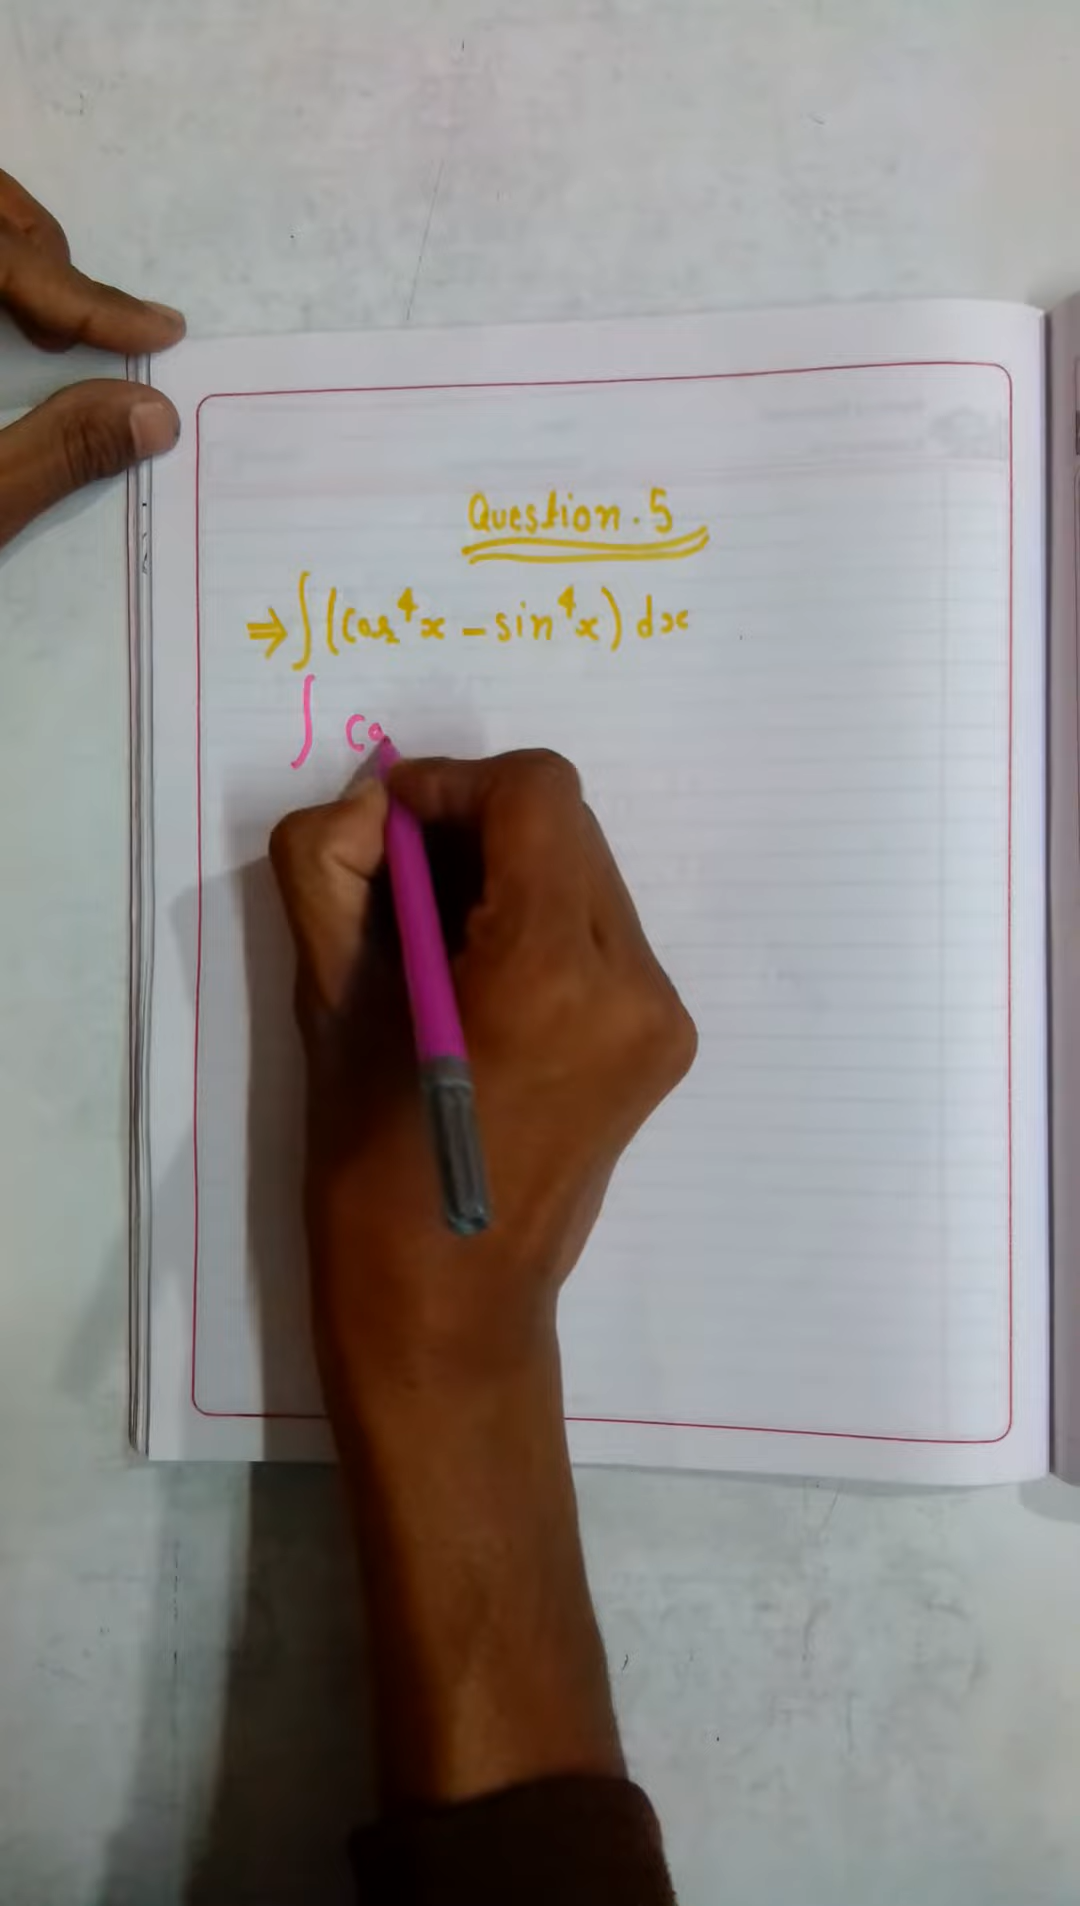 Question. 5
⇒ ∫(cos⁴x - sin⁴x) dx
∫ co